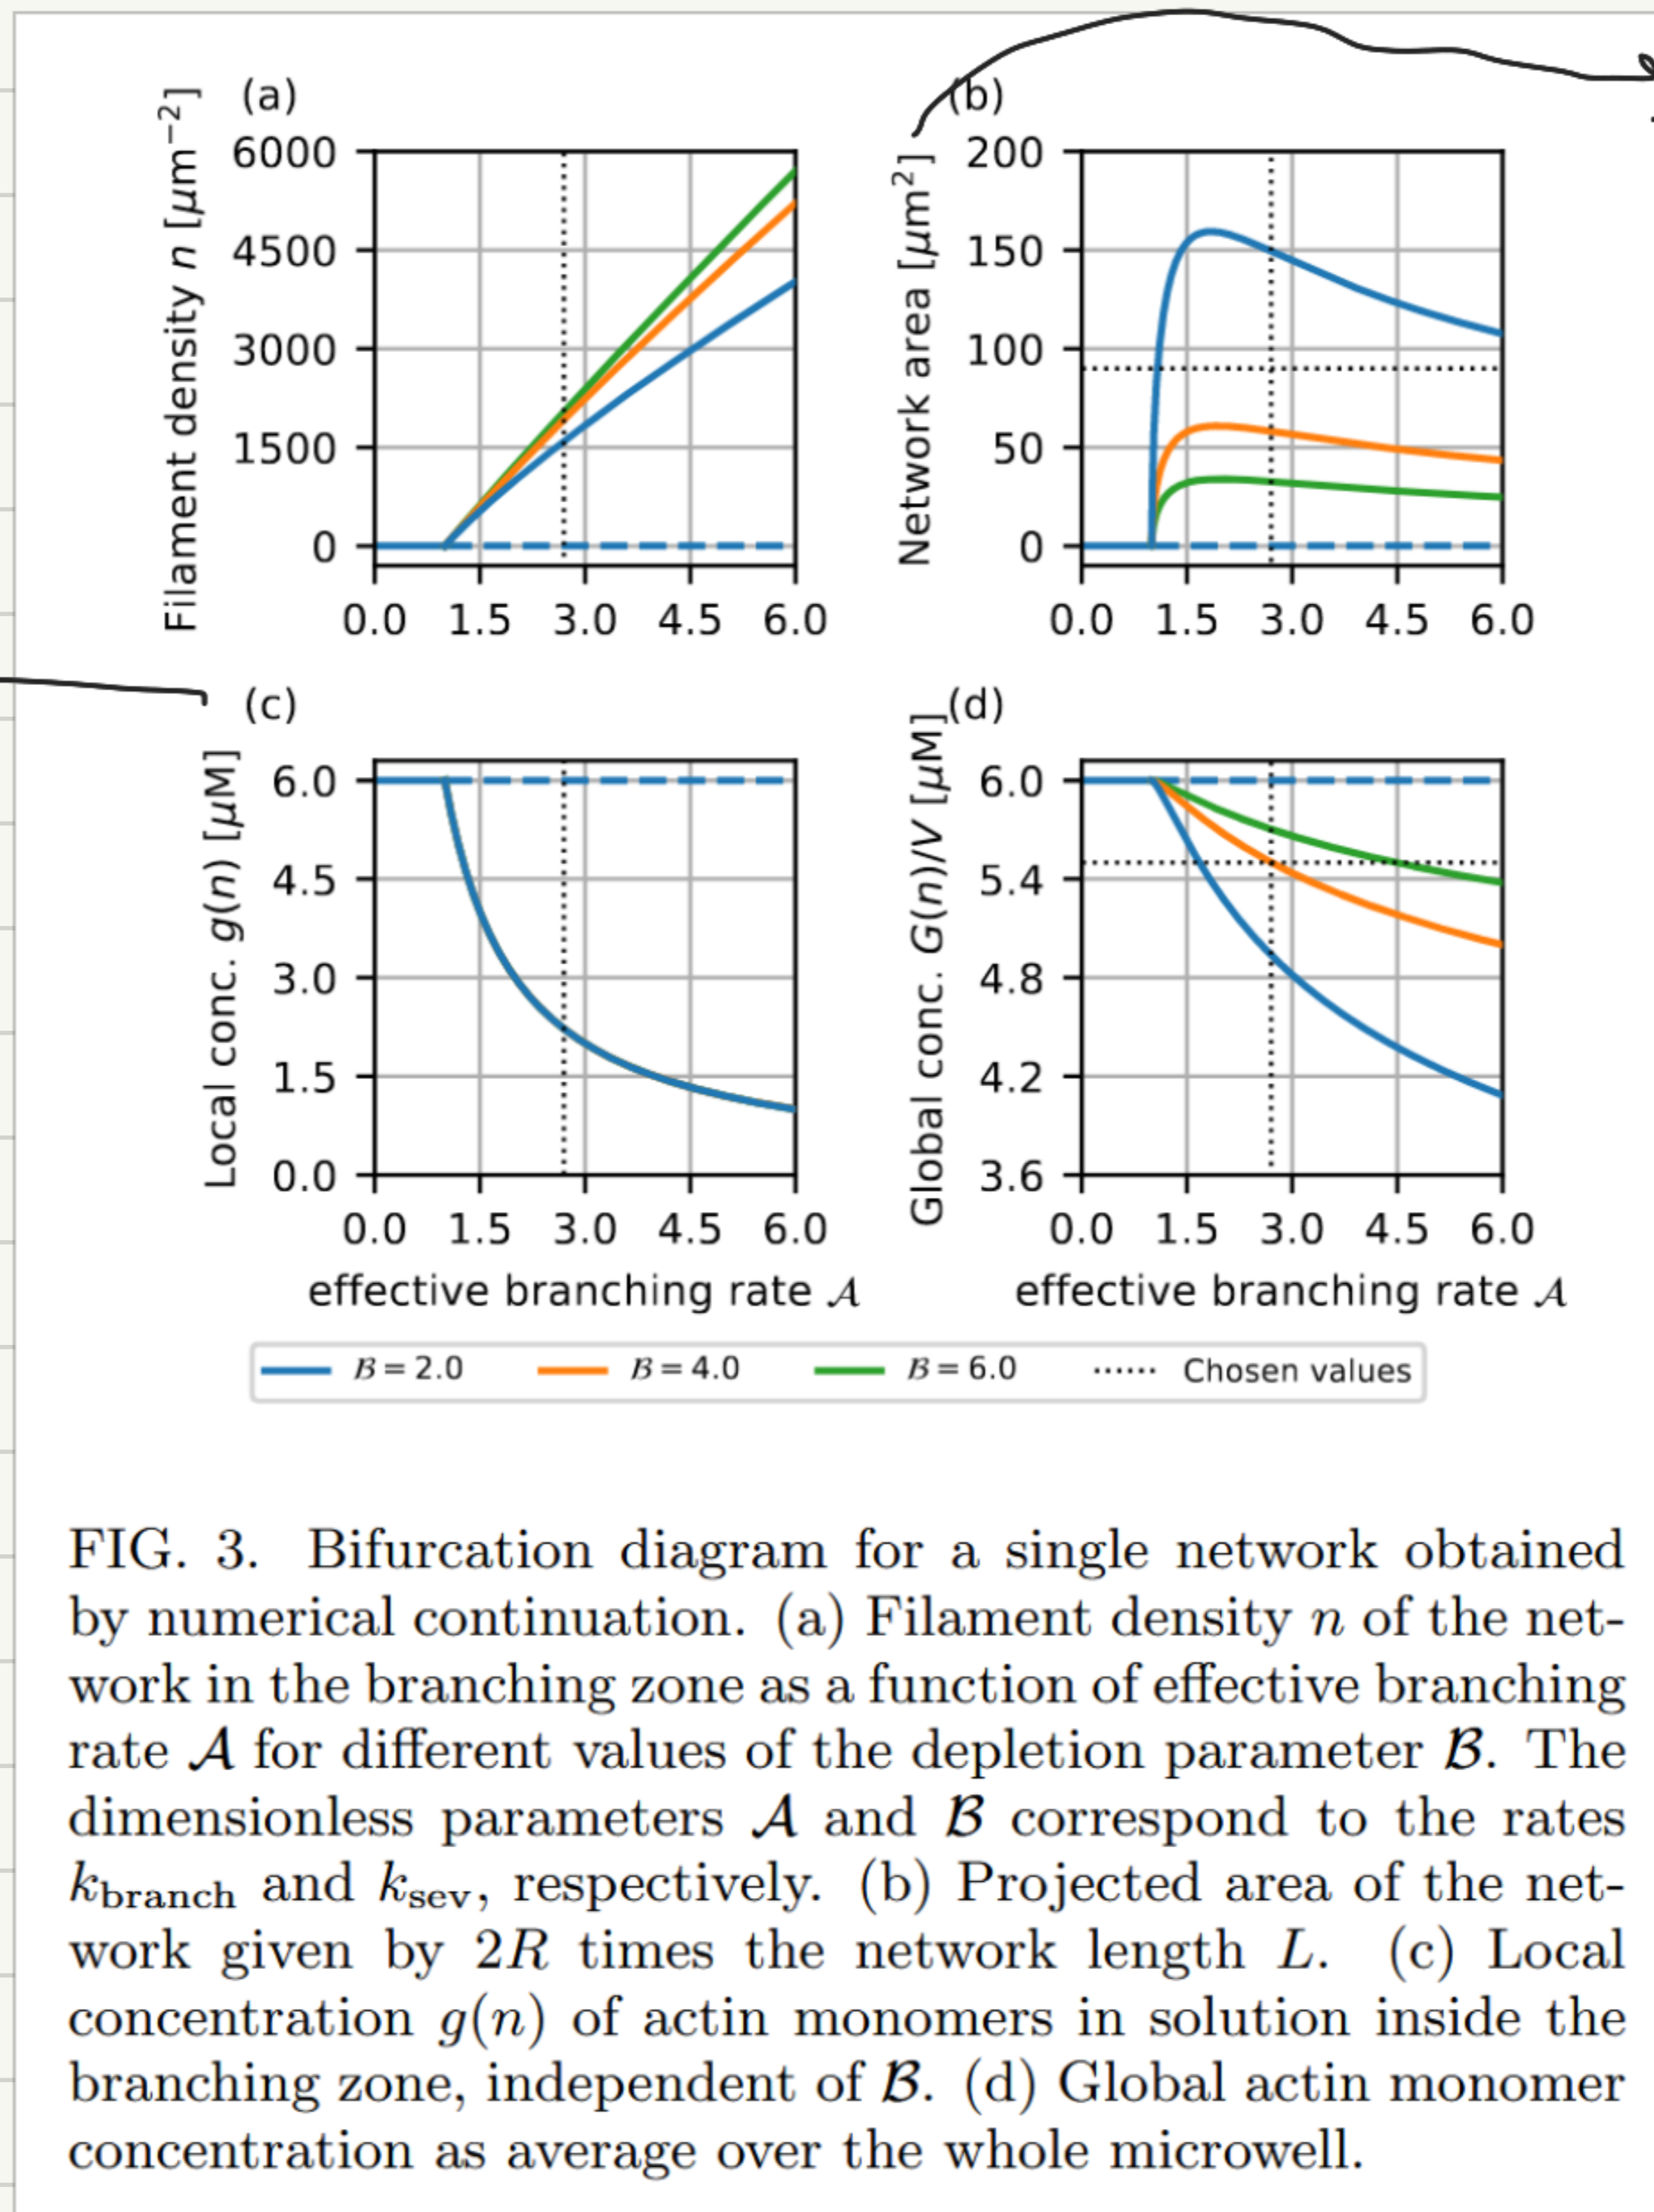 (a)
Filament density n [μm⁻²]
6000
4500
3000
1500
0
0.0 1.5 3.0 4.5 6.0
(b)
Network area [μm²]
200
150
100
50
0
0.0 1.5 3.0 4.5 6.0
(c)
Local conc. g(n) [μM]
6.0
4.5
3.0
1.5
0.0
0.0 1.5 3.0 4.5 6.0
effective branching rate 𝒜
(d)
Global conc. G(n)/V [μM]
6.0
5.4
4.8
4.2
3.6
0.0 1.5 3.0 4.5 6.0
effective branching rate 𝒜
ℬ = 2.0 ℬ = 4.0 ℬ = 6.0 Chosen values
FIG. 3. Bifurcation diagram for a single network obtained
by numerical continuation. (a) Filament density n of the net-
work in the branching zone as a function of effective branching
rate 𝒜 for different values of the depletion parameter ℬ. The
dimensionless parameters 𝒜 and ℬ correspond to the rates
k_branch and k_sev, respectively. (b) Projected area of the net-
work given by 2R times the network length L. (c) Local
concentration g(n) of actin monomers in solution inside the
branching zone, independent of ℬ. (d) Global actin monomer
concentration as average over the whole microwell.